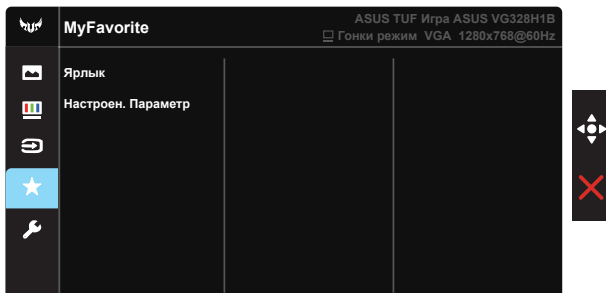 MyFavorite
ASUS TUF Игра ASUS VG328H1B
Гонки режим VGA 1280x768@60Hz
Ярлык
Настроен. Параметр